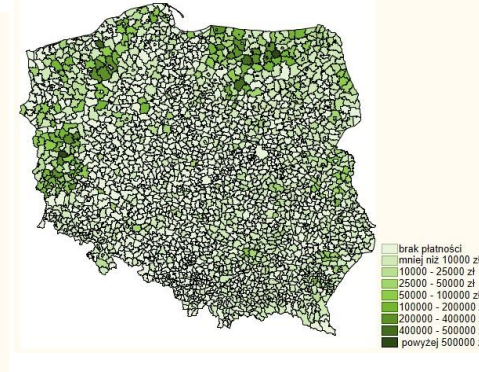 brak płatności
mniej niż 10000 zł
10000 - 25000 zł
25000 - 50000 zł
50000 - 100000 zł
100000 - 200000
200000 - 400000
400000 - 500000
powyżej 500000